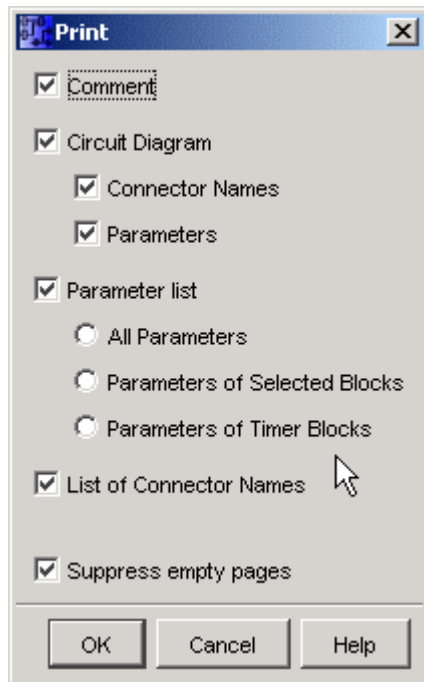 Print
Comment
Circuit Diagram
Connector Names
Parameters
Parameter list
All Parameters
Parameters of Selected Blocks
Parameters of Timer Blocks
List of Connector Names
Suppress empty pages
OK Cancel Help